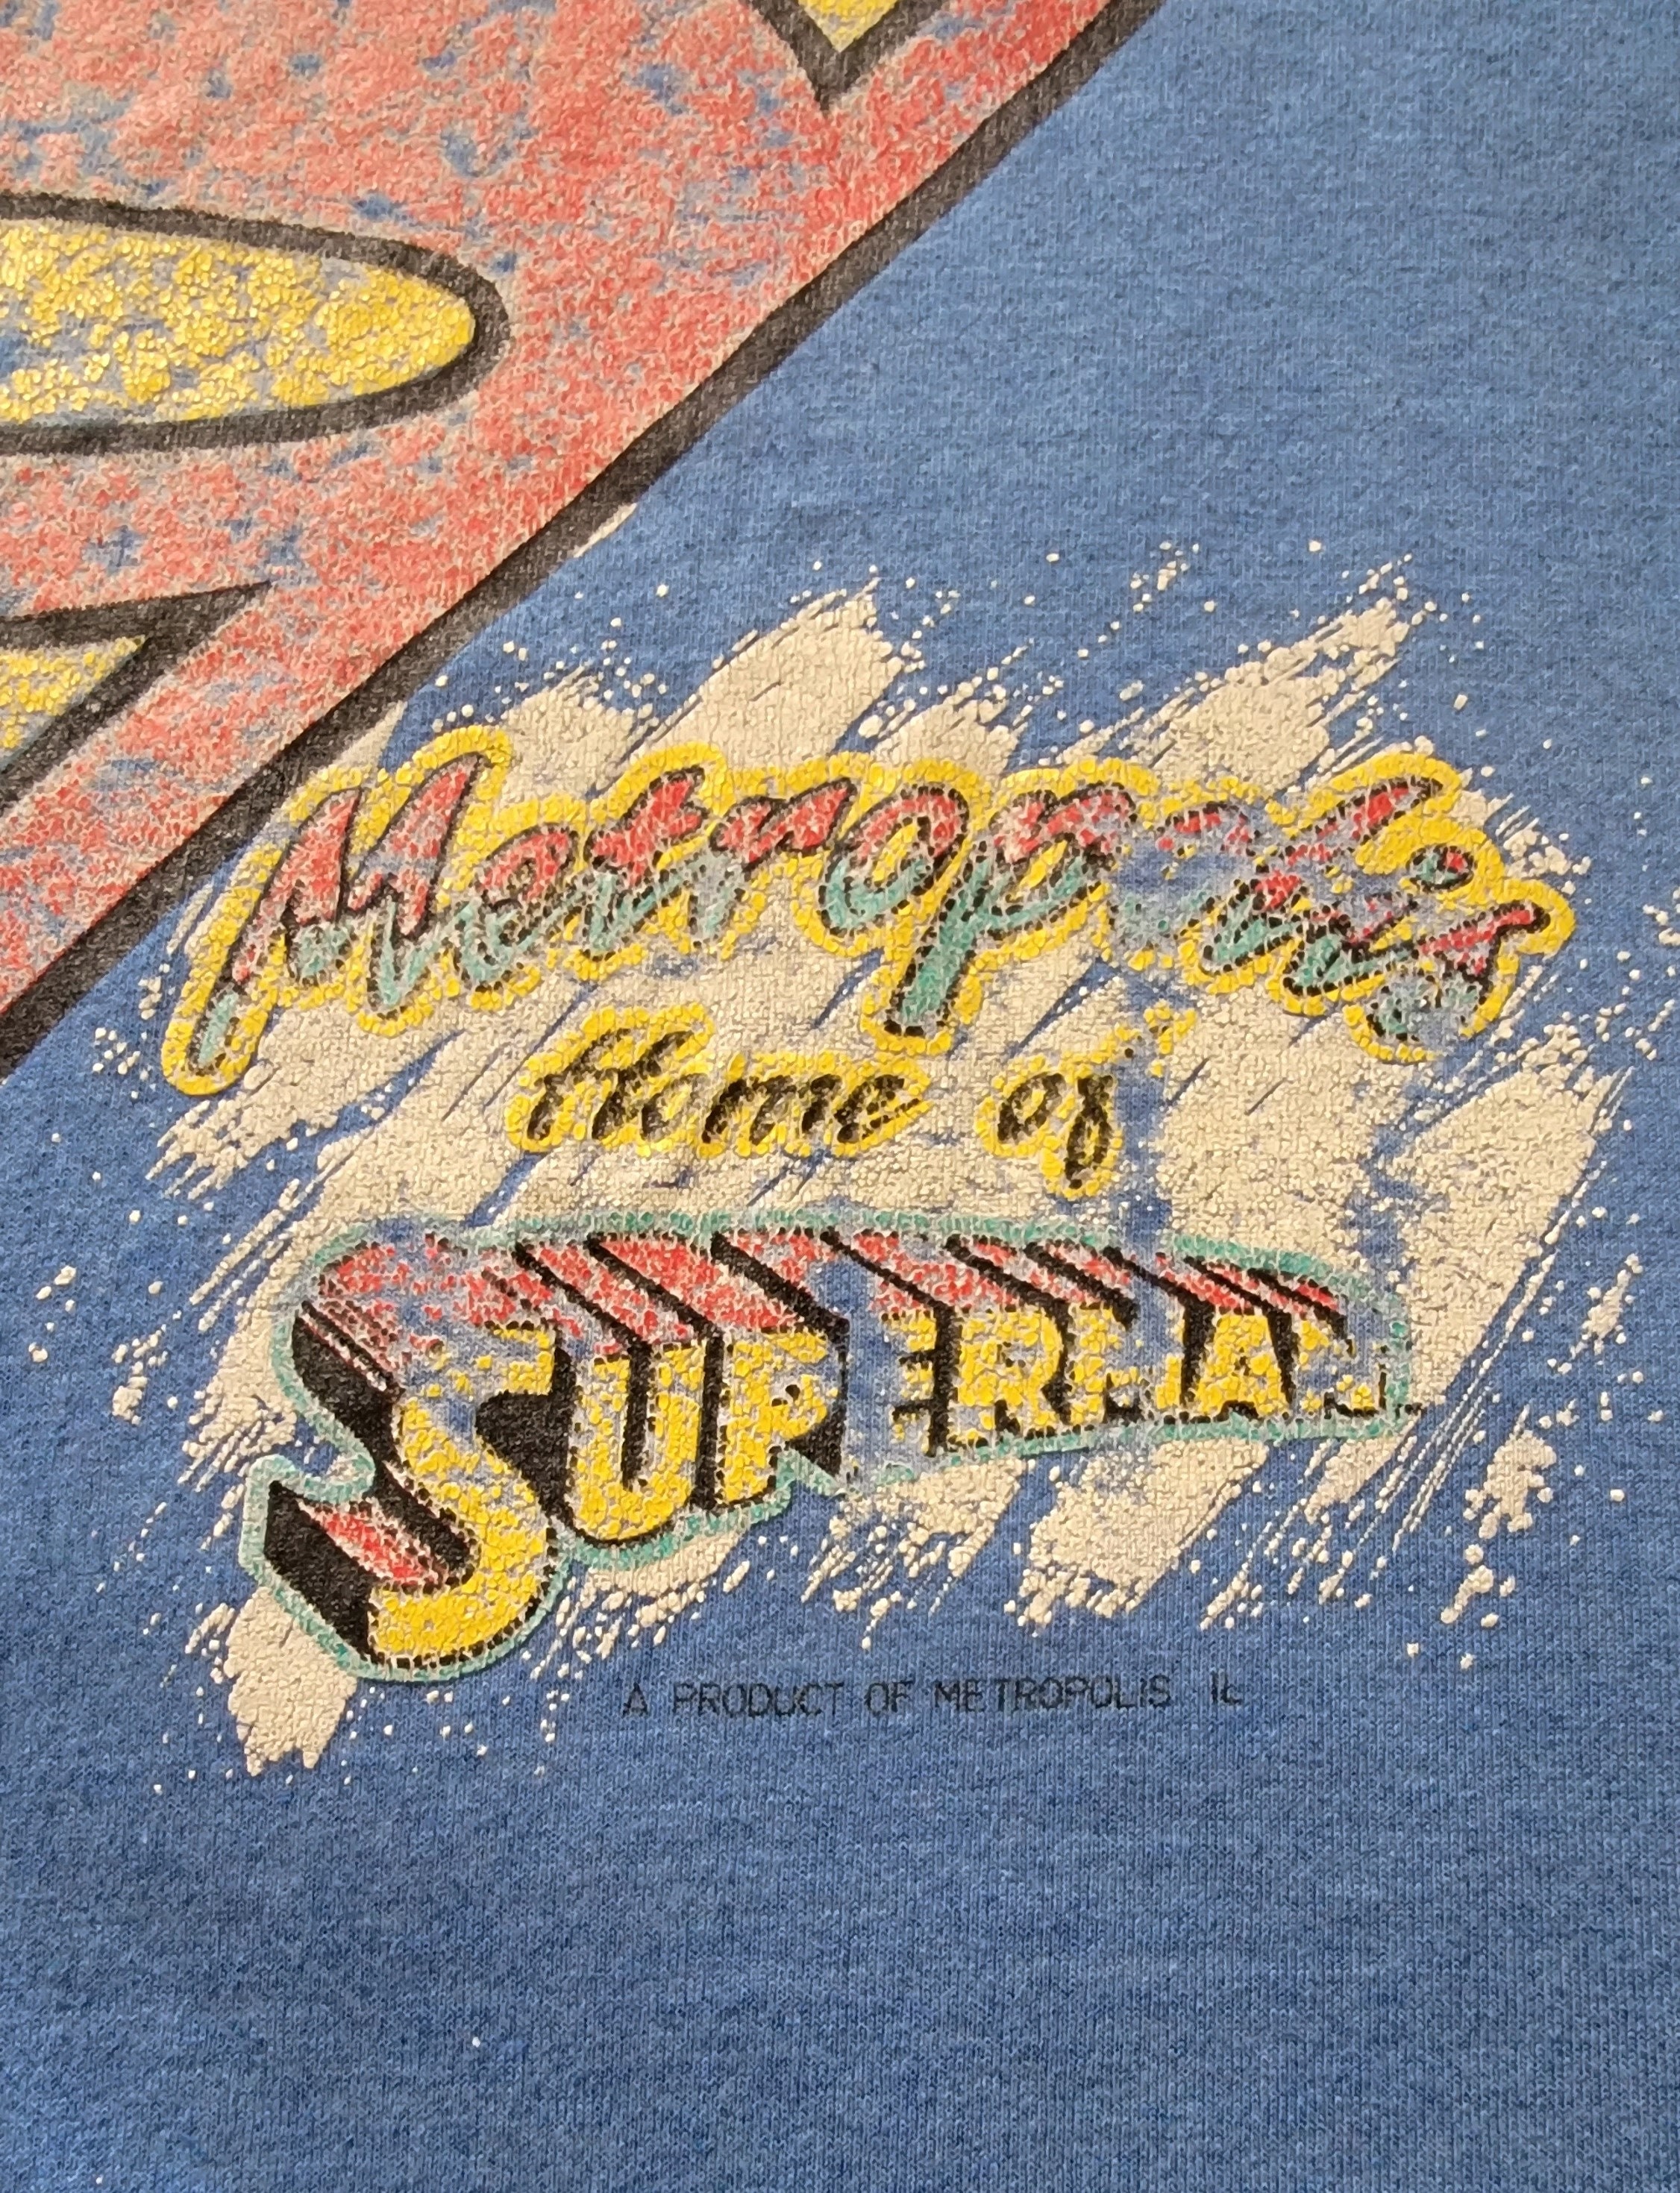 Metropolis
Home of
SUPERMAN
A PRODUCT OF METROPOLIS IL